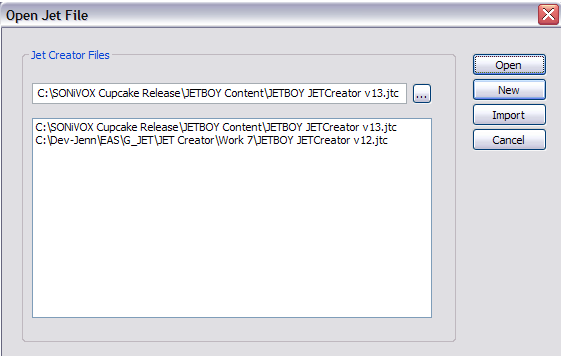 Open Jet File
Jet Creator Files
C:\SONiVOX Cupcake Release\JETBOY Content\JETBOY JETCreator v13.jtc
...
C:\SONiVOX Cupcake Release\JETBOY Content\JETBOY JETCreator v13.jtc
C:\Dev-Jenn\EAS\G_JET\JET Creator\Work 7\JETBOY JETCreator v12.jtc
Open
New
Import
Cancel